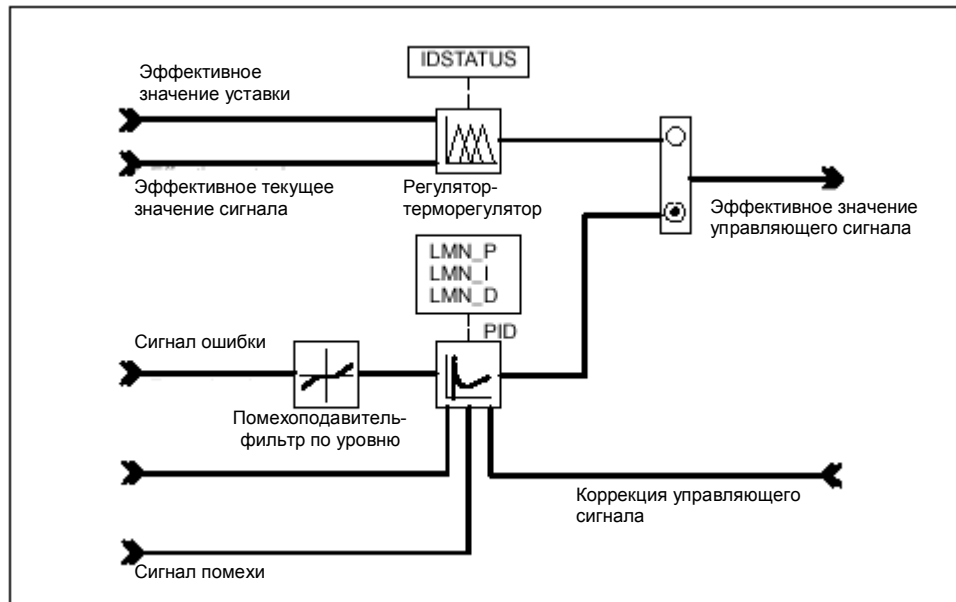 IDSTATUS
Эффективное
значение уставки
Эффективное текущее
значение сигнала
Регулятор-
терморегулятор
Эффективное значение
управляющего сигнала
LMN_P
LMN_I
LMN_D
PID
Сигнал ошибки
Помехоподавитель-
фильтр по уровню
Коррекция управляющего
сигнала
Сигнал помехи